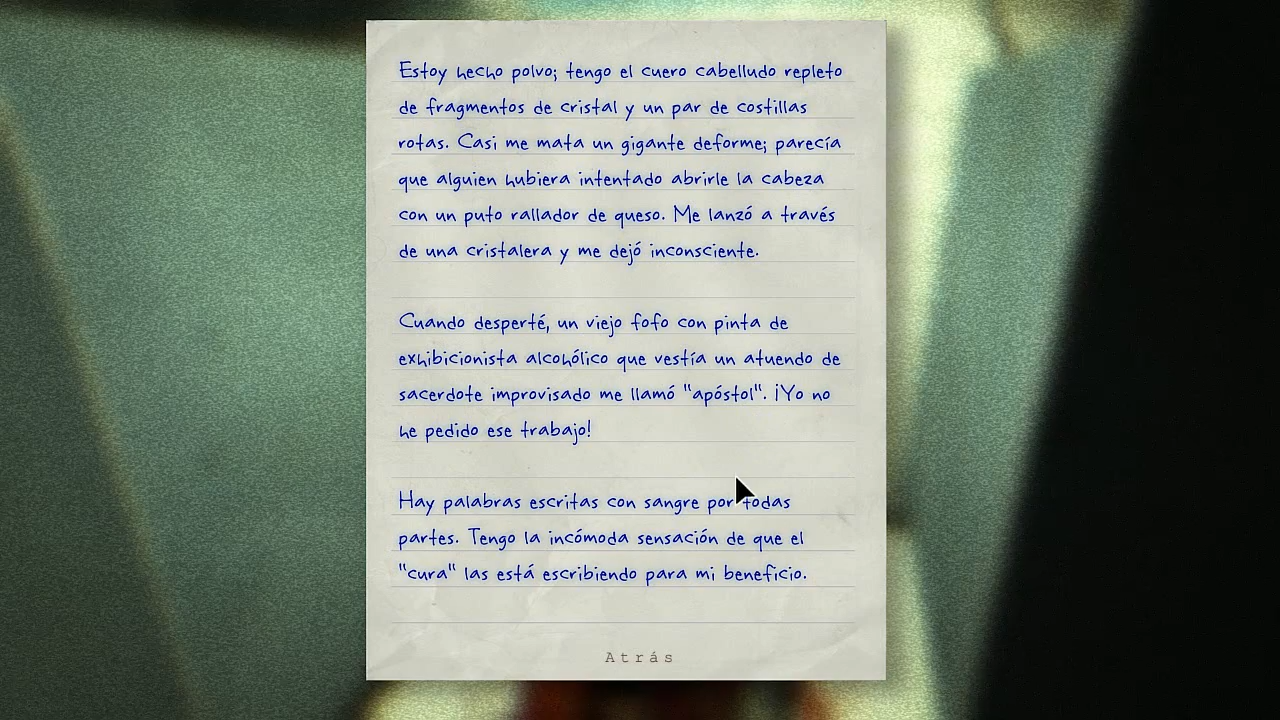 Estoy hecho polvo; tengo el cuero cabelludo repleto
de fragmentos de cristal y un par de costillas
rotas. Casi me mata un gigante deforme; parecía
que alguien hubiera intentado abrirle la cabeza
con un puto rallador de queso. Me lanzó a través
de una cristalera y me dejó inconsciente.
Cuando desperté, un viejo fofo con pinta de
exhibicionista alcohólico que vestía un atuendo de
sacerdote improvisado me llamó "apóstol". ¡Yo no
he pedido ese trabajo!
Hay palabras escritas con sangre por todas
partes. Tengo la incómoda sensación de que el
"cura" las está escribiendo para mi beneficio.
Atrás